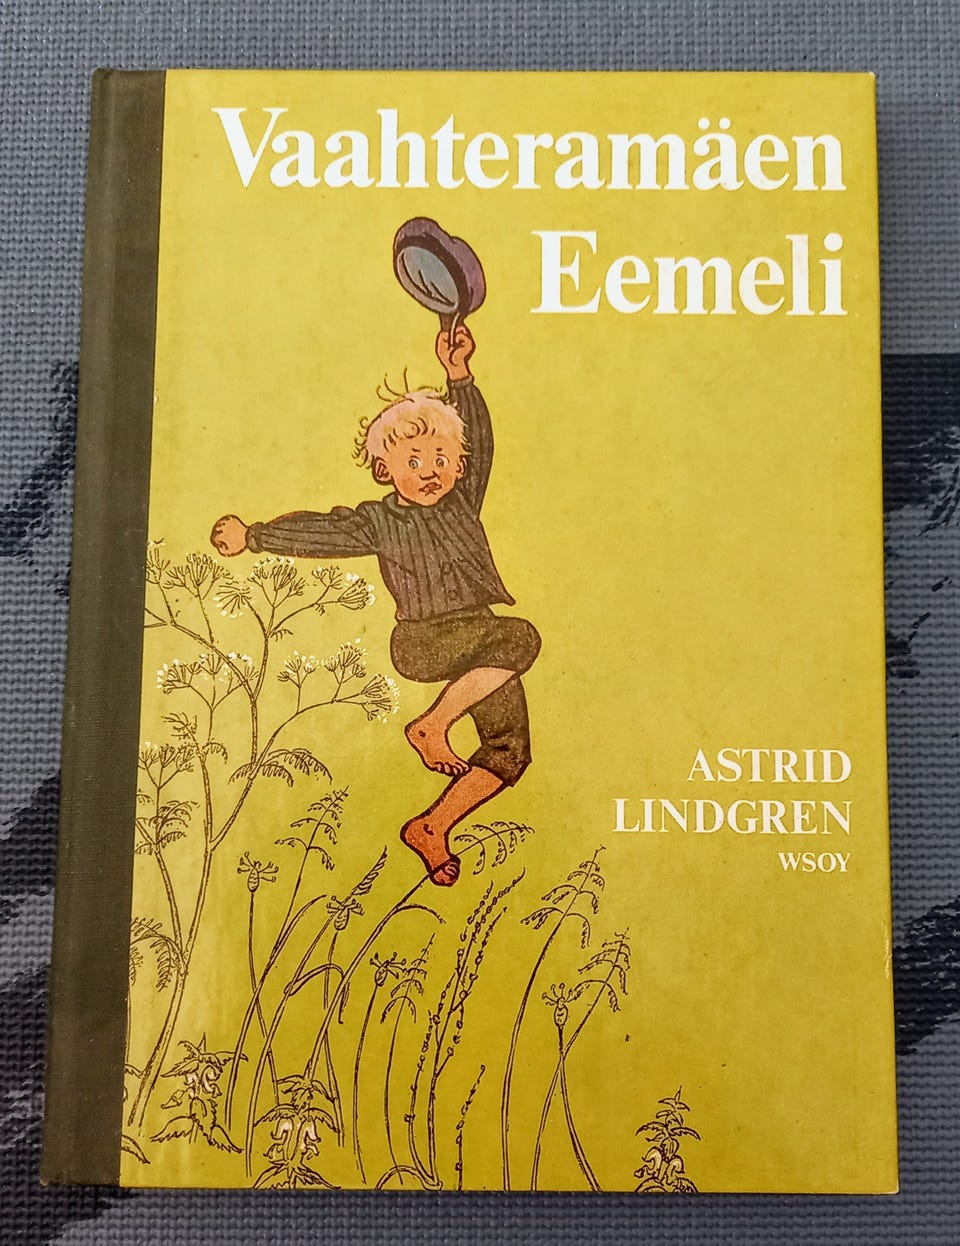 Vaahteramäen
Eemeli
ASTRID
LINDGREN
WSOY